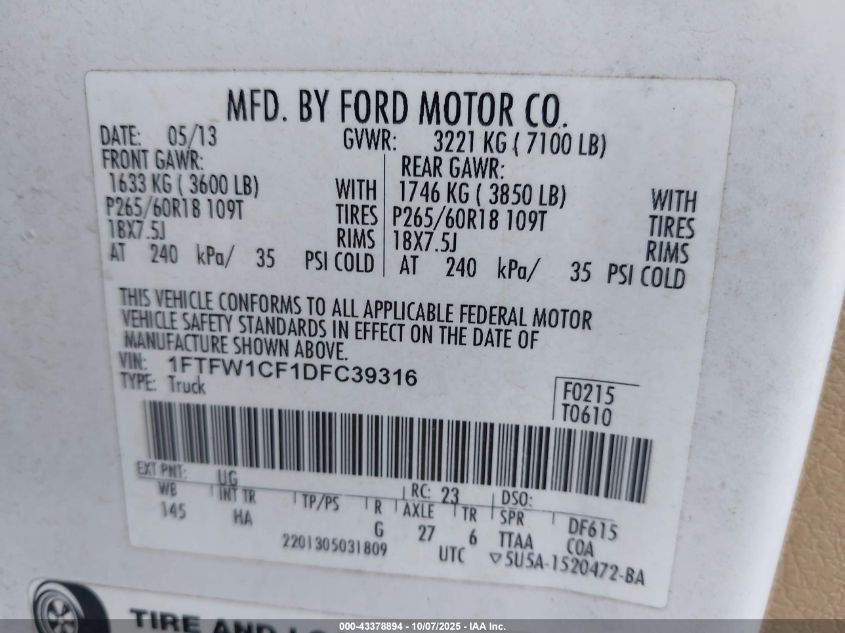 MFD. BY FORD MOTOR CO.
DATE: 05/13 GVWR: 3221 KG ( 7100 LB)
FRONT GAWR: REAR GAWR:
1633 KG ( 3600 LB) WITH 1746 KG ( 3850 LB) WITH
P265/60R18 109T TIRES P265/60R18 109T TIRES
18X7.5J RIMS 18X7.5J RIMS
AT 240 kPa/ 35 PSI COLD AT 240 kPa/ 35 PSI COLD
THIS VEHICLE CONFORMS TO ALL APPLICABLE FEDERAL MOTOR
VEHICLE SAFETY STANDARDS IN EFFECT ON THE DATE OF
MANUFACTURE SHOWN ABOVE.
VIN: 1FTFW1CF1DFC39316
TYPE: Truck
F0215
T0610
EXT PNT: UG RC: 23 DSO:
WB INT TR TP/PS R AXLE TR SPR DF615
145 HA G 27 6 TTAA COA
2201305031809 UTC ▽5U5A-1520472-BA
TIRE AND
000-43378894 - 10/07/2025 - IAA Inc.